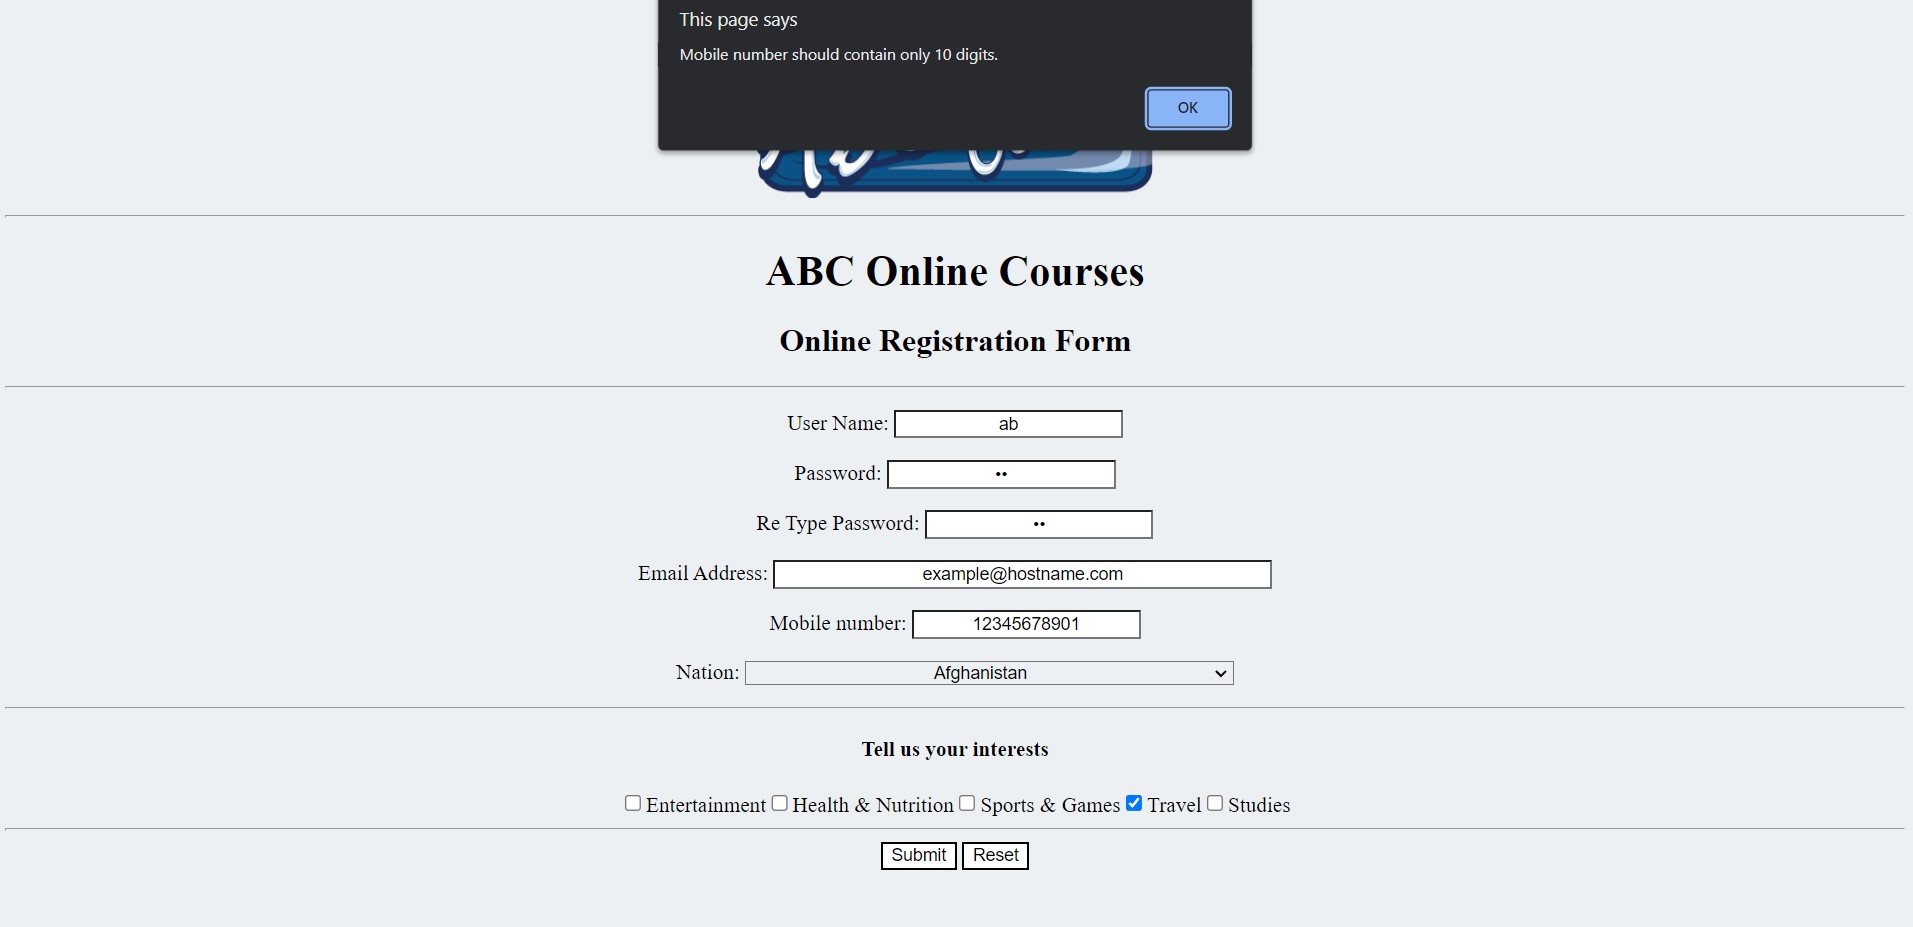 This page says
Mobile number should contain only 10 digits.
OK
ABC Online Courses
Online Registration Form
User Name: ab
Password: ••
Re Type Password: ••
Email Address: example@hostname.com
Mobile number: 12345678901
Nation: Afghanistan
Tell us your interests
Entertainment Health & Nutrition Sports & Games Travel Studies
Submit Reset